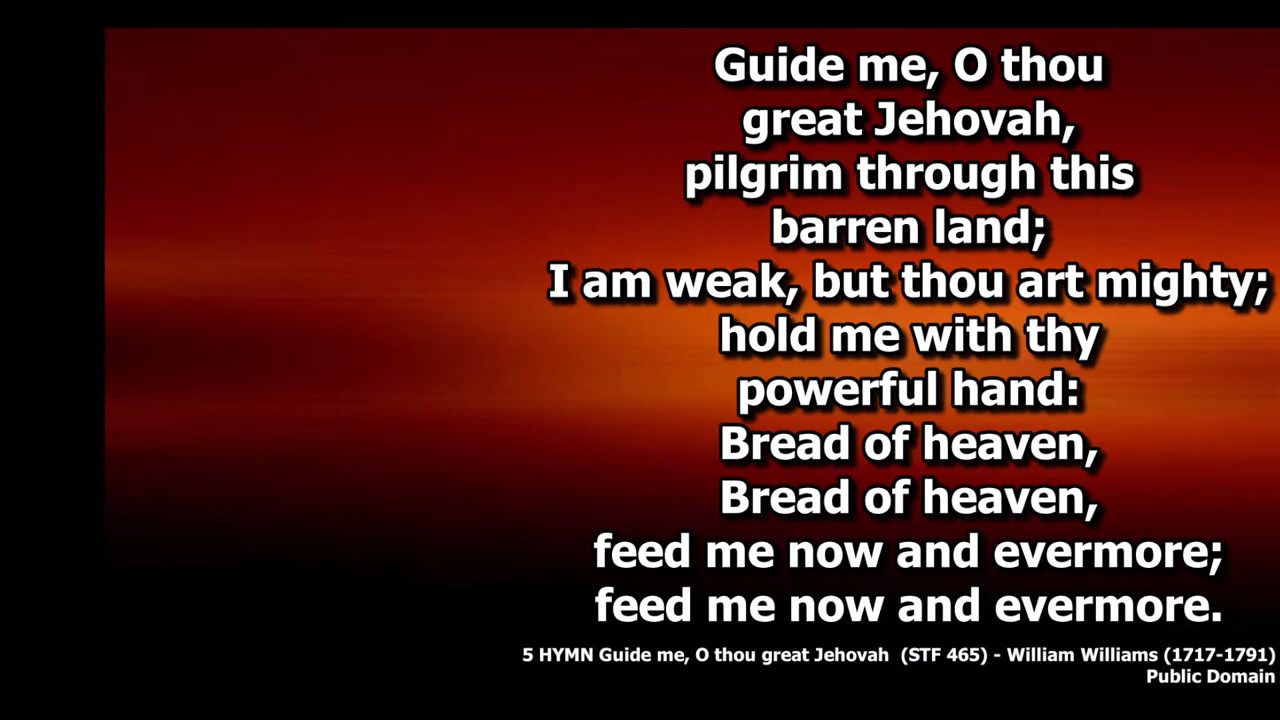 Guide me, O thou
great Jehovah,
pilgrim through this
barren land;
I am weak, but thou art mighty;
hold me with thy
powerful hand:
Bread of heaven,
Bread of heaven,
feed me now and evermore;
feed me now and evermore.
5 HYMN Guide me, O thou great Jehovah (STF 465) - William Williams (1717-1791)
Public Domain